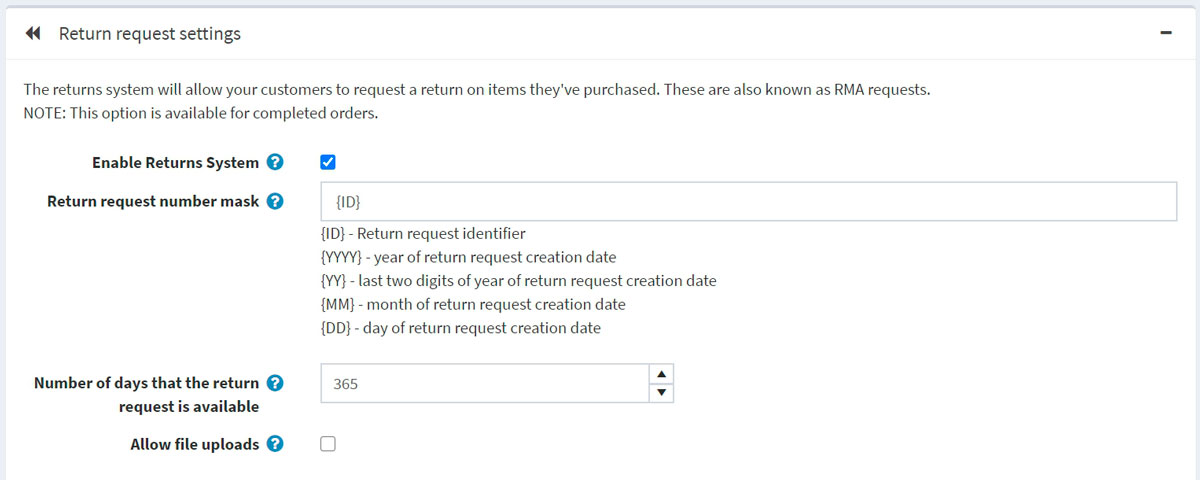 Return request settings
The returns system will allow your customers to request a return on items they've purchased. These are also known as RMA requests.
NOTE: This option is available for completed orders.
Enable Returns System
Return request number mask
{ID}
{ID} - Return request identifier
{YYYY} - year of return request creation date
{YY} - last two digits of year of return request creation date
{MM} - month of return request creation date
{DD} - day of return request creation date
Number of days that the return
request is available
365
Allow file uploads